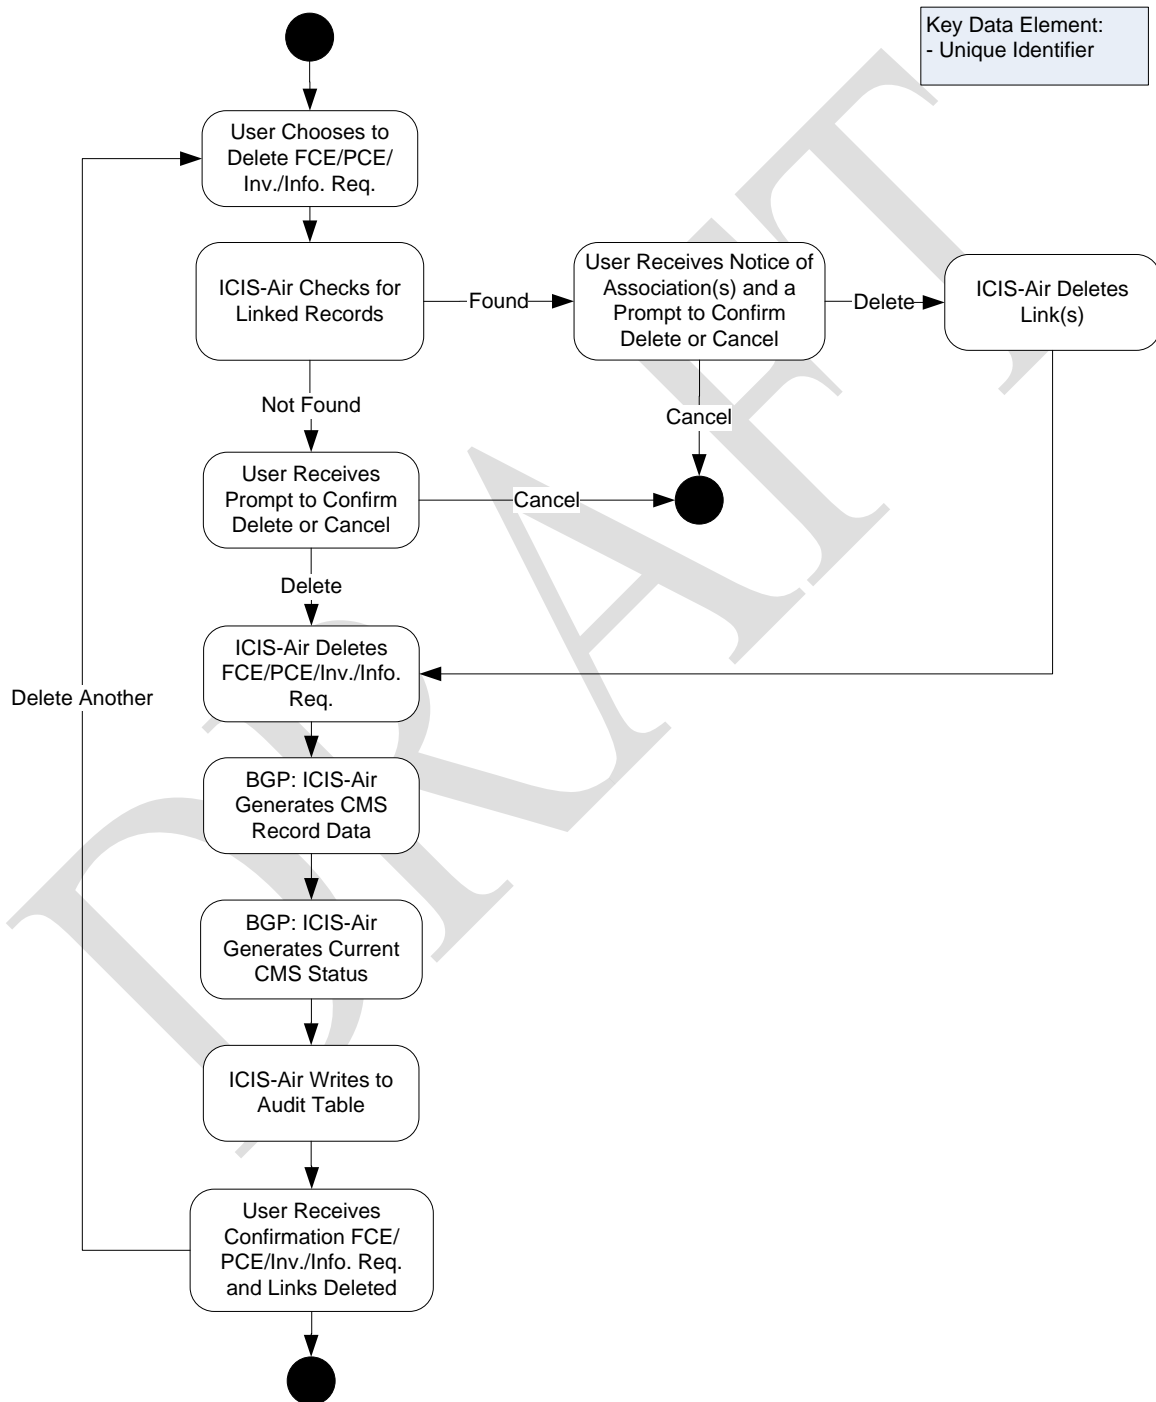 Key Data Element:
- Unique Identifier
User Chooses to
Delete FCE/PCE/
Inv./Info. Req.
ICIS-Air Checks for
Linked Records
Found
User Receives Notice of
Association(s) and a
Prompt to Confirm
Delete or Cancel
Delete
ICIS-Air Deletes
Link(s)
Not Found
Cancel
User Receives
Prompt to Confirm
Delete or Cancel
Cancel
Delete
ICIS-Air Deletes
FCE/PCE/Inv./Info.
Req.
Delete Another
BGP: ICIS-Air
Generates CMS
Record Data
BGP: ICIS-Air
Generates Current
CMS Status
ICIS-Air Writes to
Audit Table
User Receives
Confirmation FCE/
PCE/Inv./Info. Req.
and Links Deleted
DRAFT